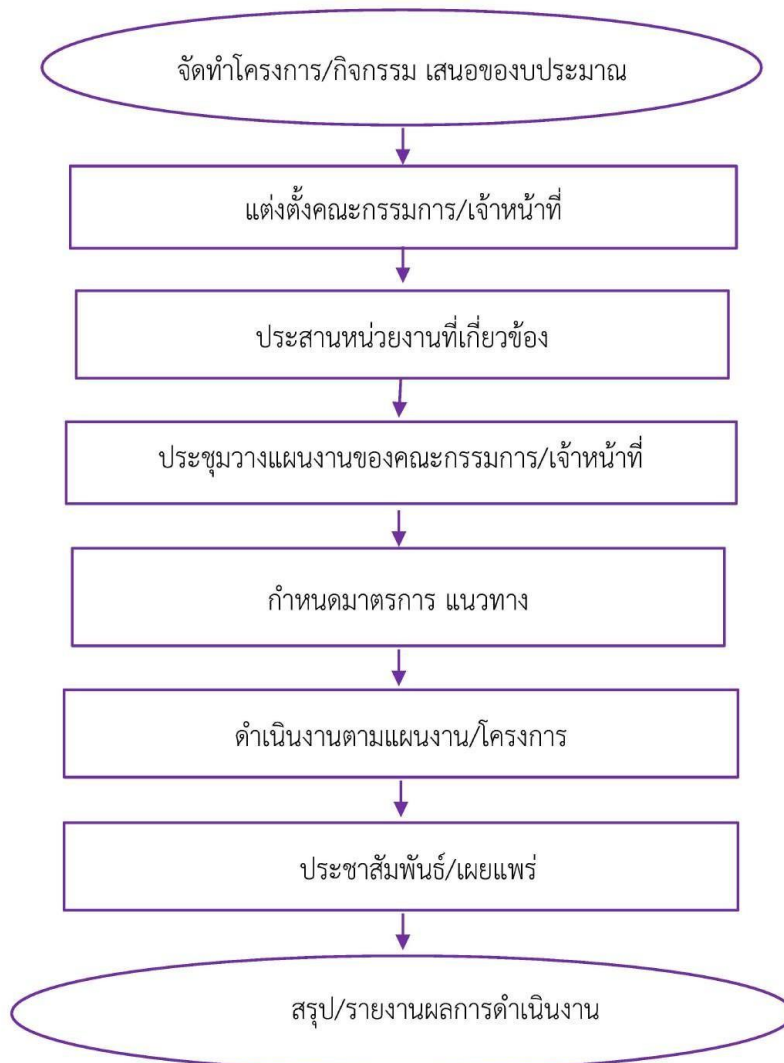 จัดทำโครงการ/กิจกรรม เสนอของบประมาณ
แต่งตั้งคณะกรรมการ/เจ้าหน้าที่
ประสานหน่วยงานที่เกี่ยวข้อง
ประชุมวางแผนงานของคณะกรรมการ/เจ้าหน้าที่
กำหนดมาตรการ แนวทาง
ดำเนินงานตามแผนงาน/โครงการ
ประชาสัมพันธ์/เผยแพร่
สรุป/รายงานผลการดำเนินงาน